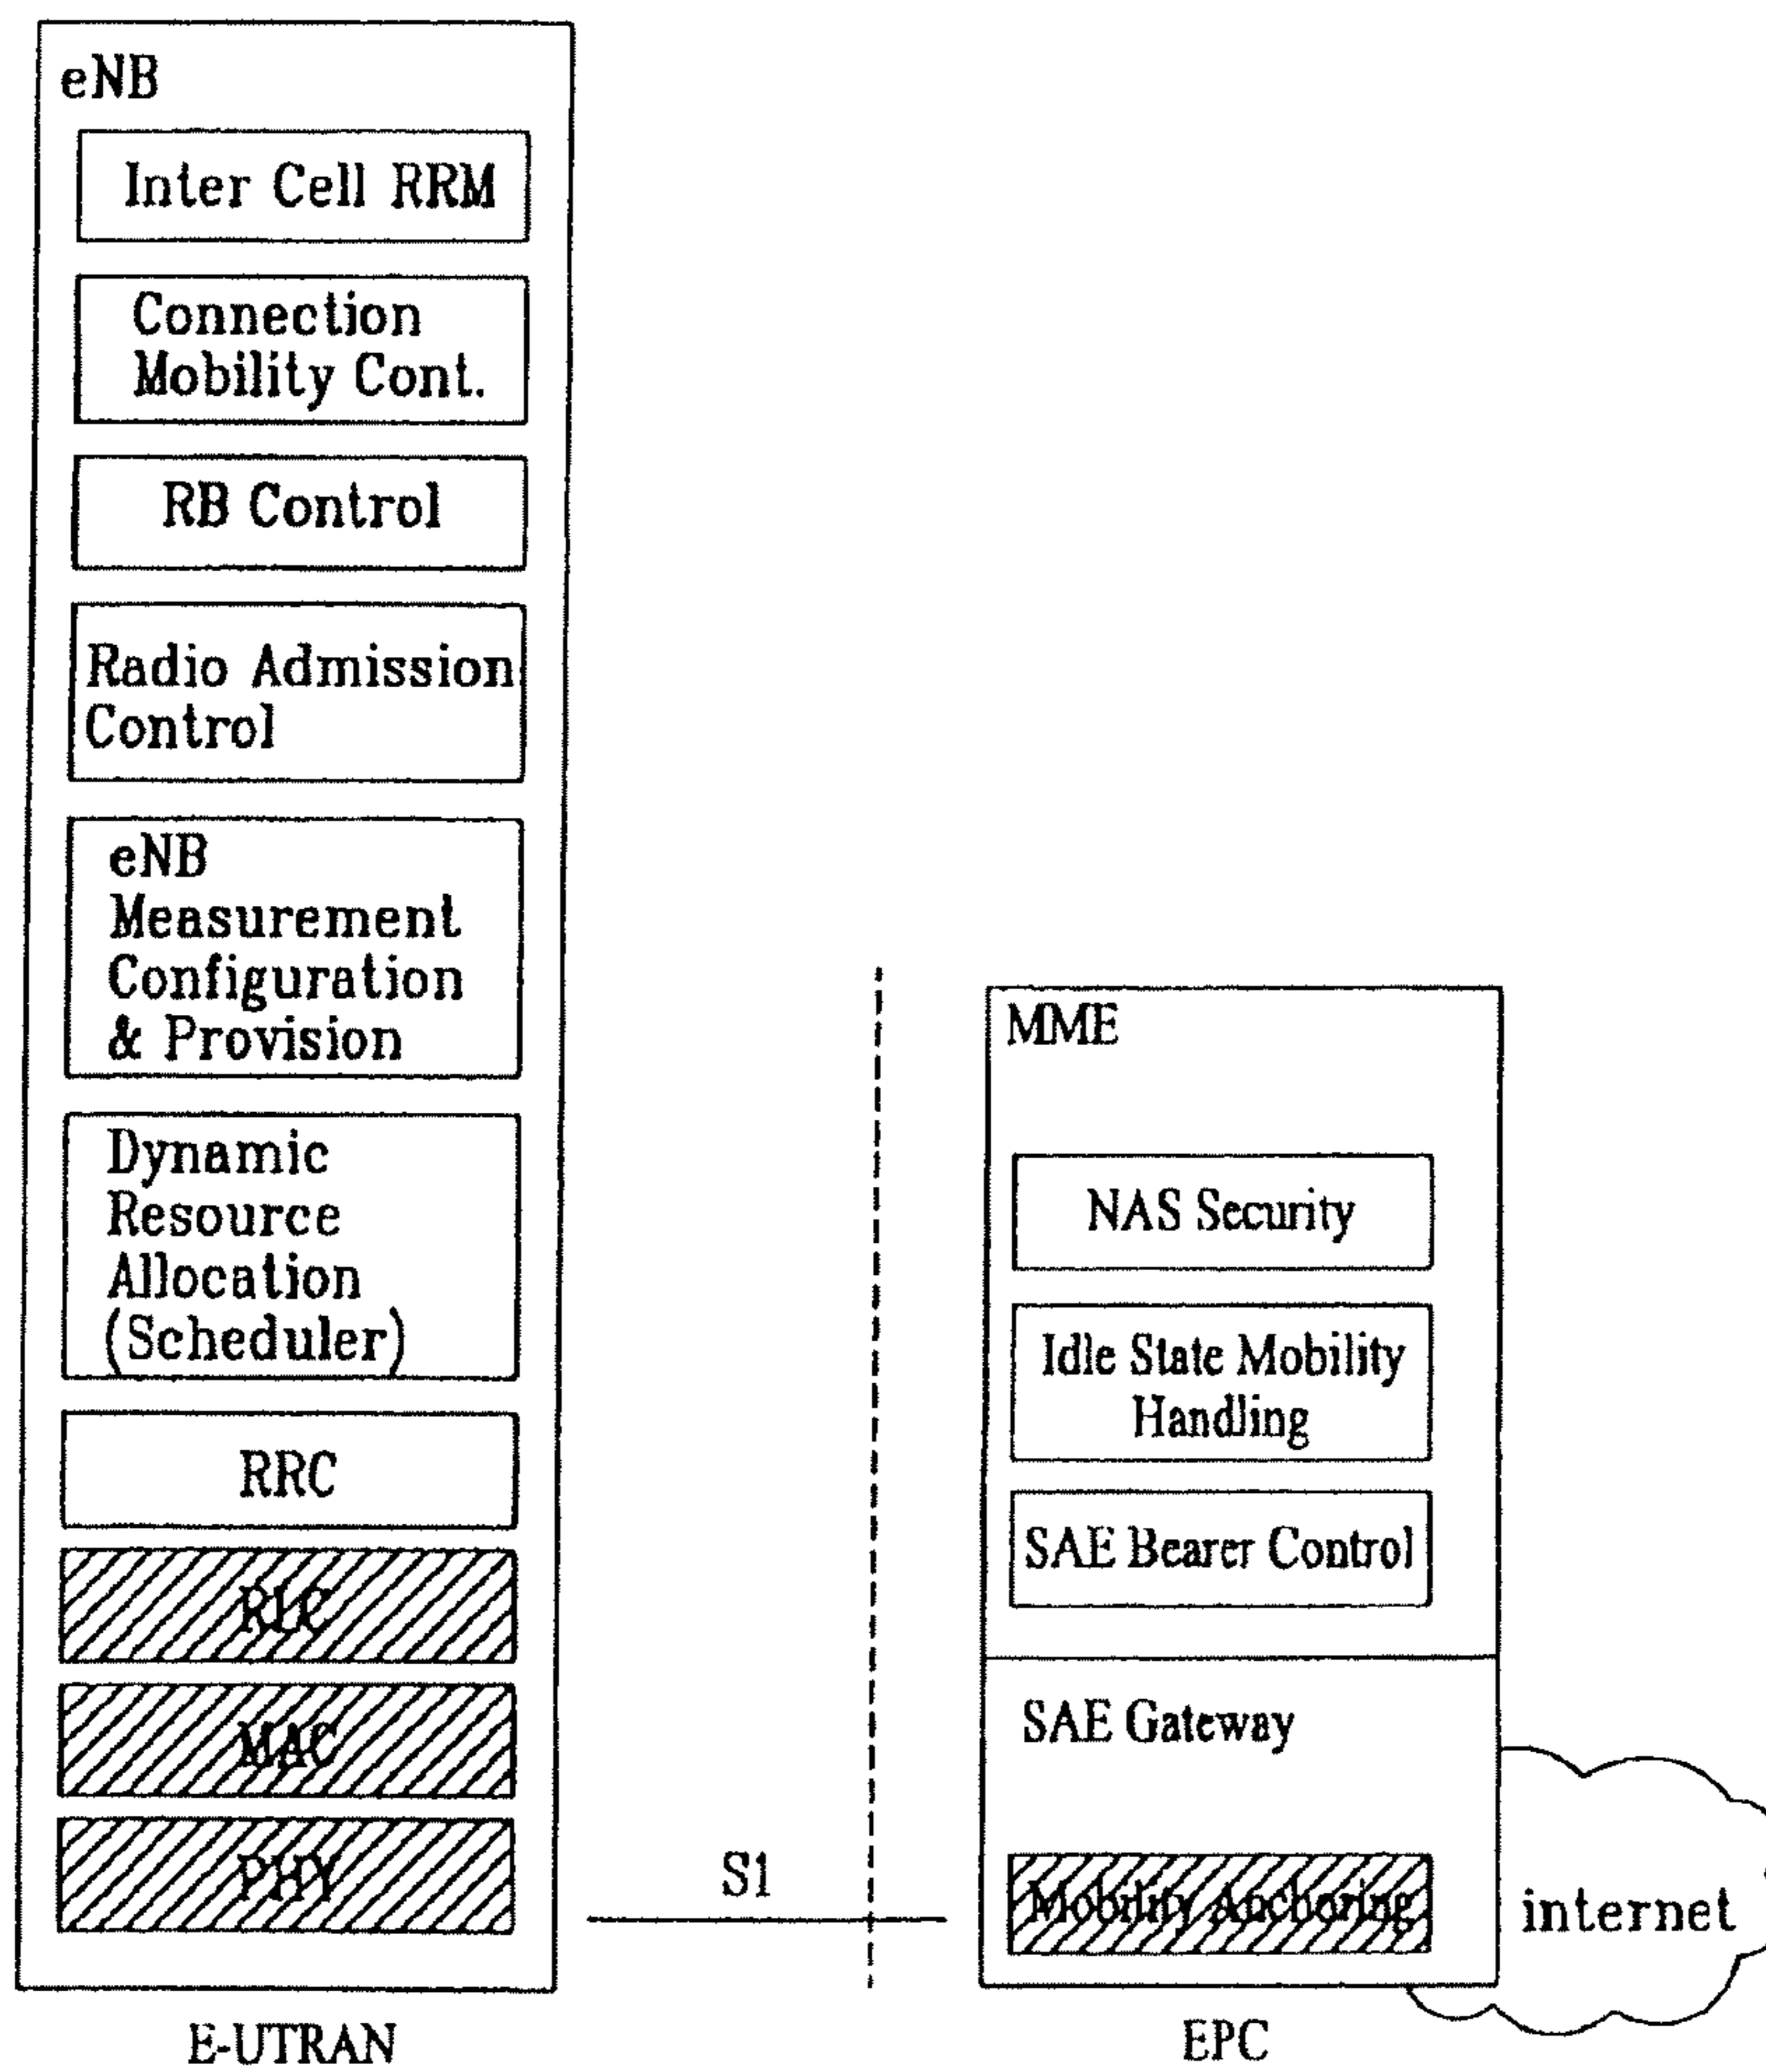 eNB
Inter Cell RRM
Connection
Mobility Cont.
RB Control
Radio Admission
Control
eNB
Measurement
Configuration
& Provision
Dynamic
Resource
Allocation
(Scheduler)
RRC
RLC
MAC
PHY
E-UTRAN
S1
MME
NAS Security
Idle State Mobility
Handling
SAE Bearer Control
SAE Gateway
Mobility Anchoring
EPC
internet